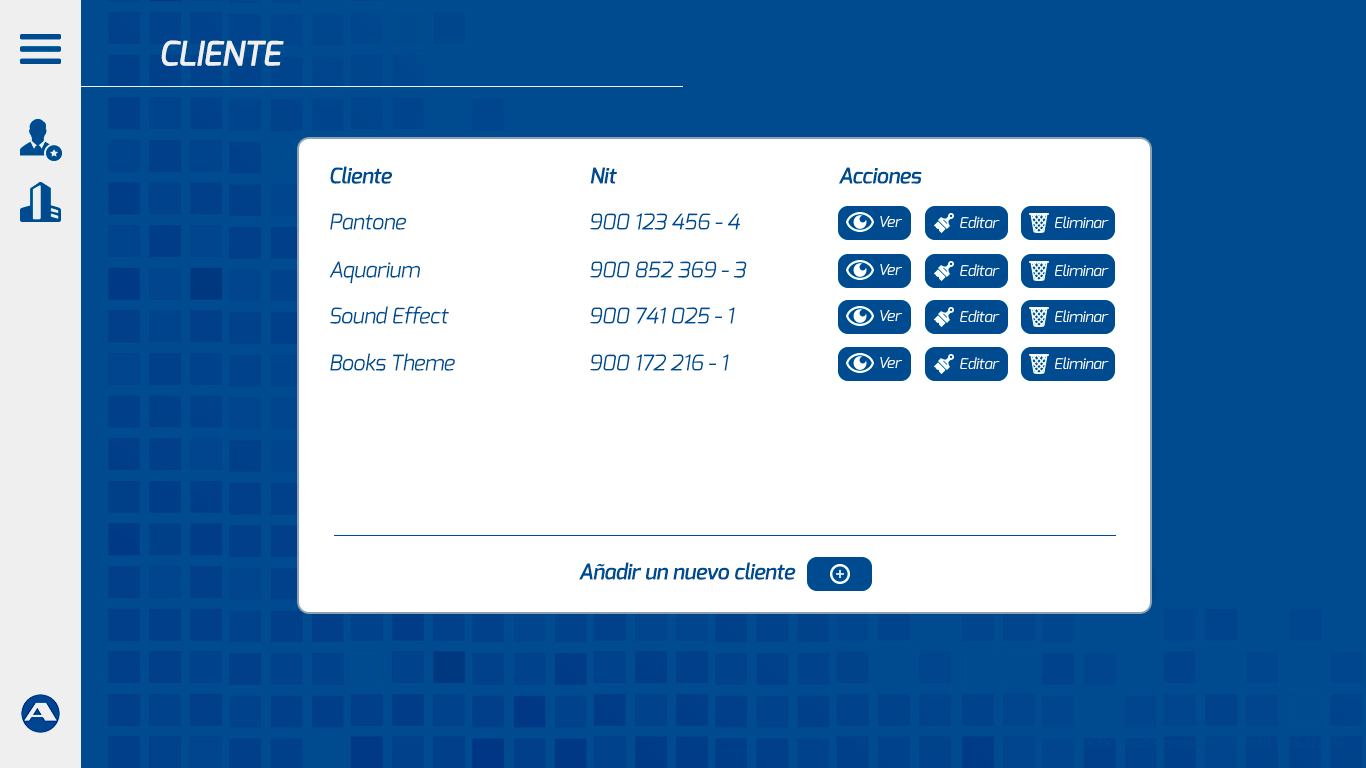 CLIENTE
Cliente Nit Acciones
Pantone 900 123 456 - 4 Ver Editar Eliminar
Aquarium 900 852 369 - 3 Ver Editar Eliminar
Sound Effect 900 741 025 - 1 Ver Editar Eliminar
Books Theme 900 172 216 - 1 Ver Editar Eliminar
Añadir un nuevo cliente